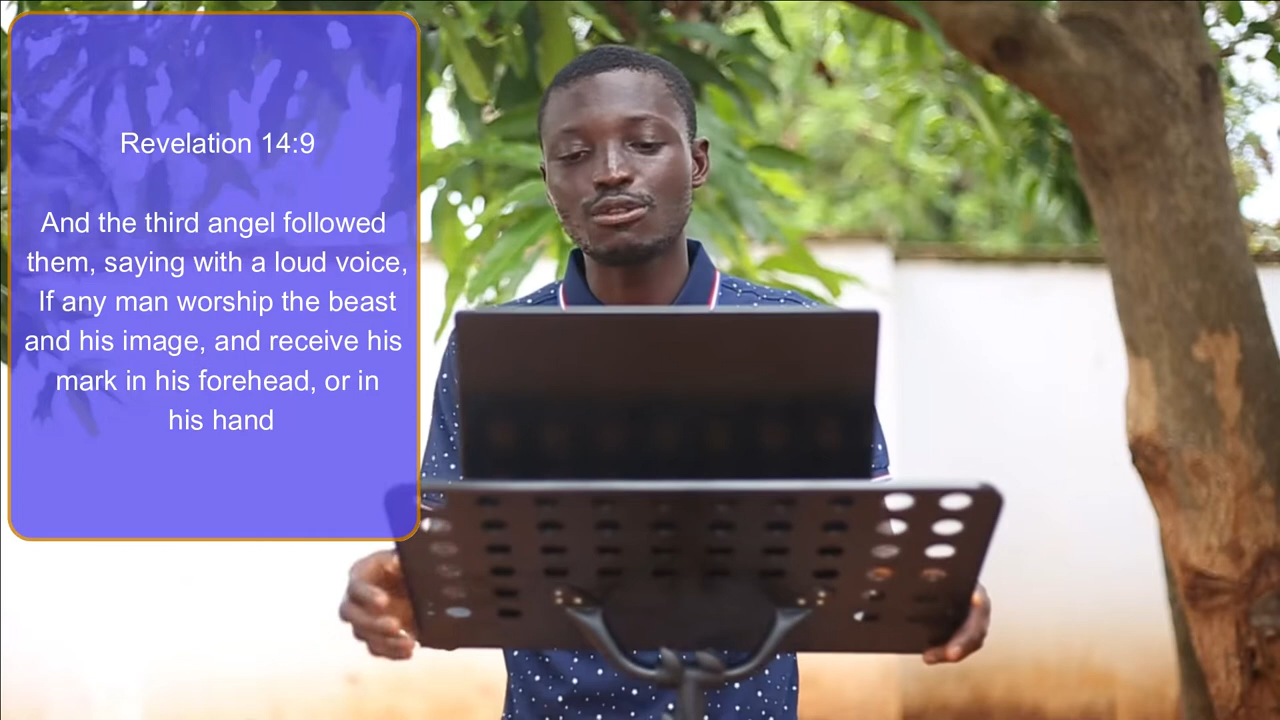 Revelation 14:9
And the third angel followed
them, saying with a loud voice,
If any man worship the beast
and his image, and receive his
mark in his forehead, or in
his hand